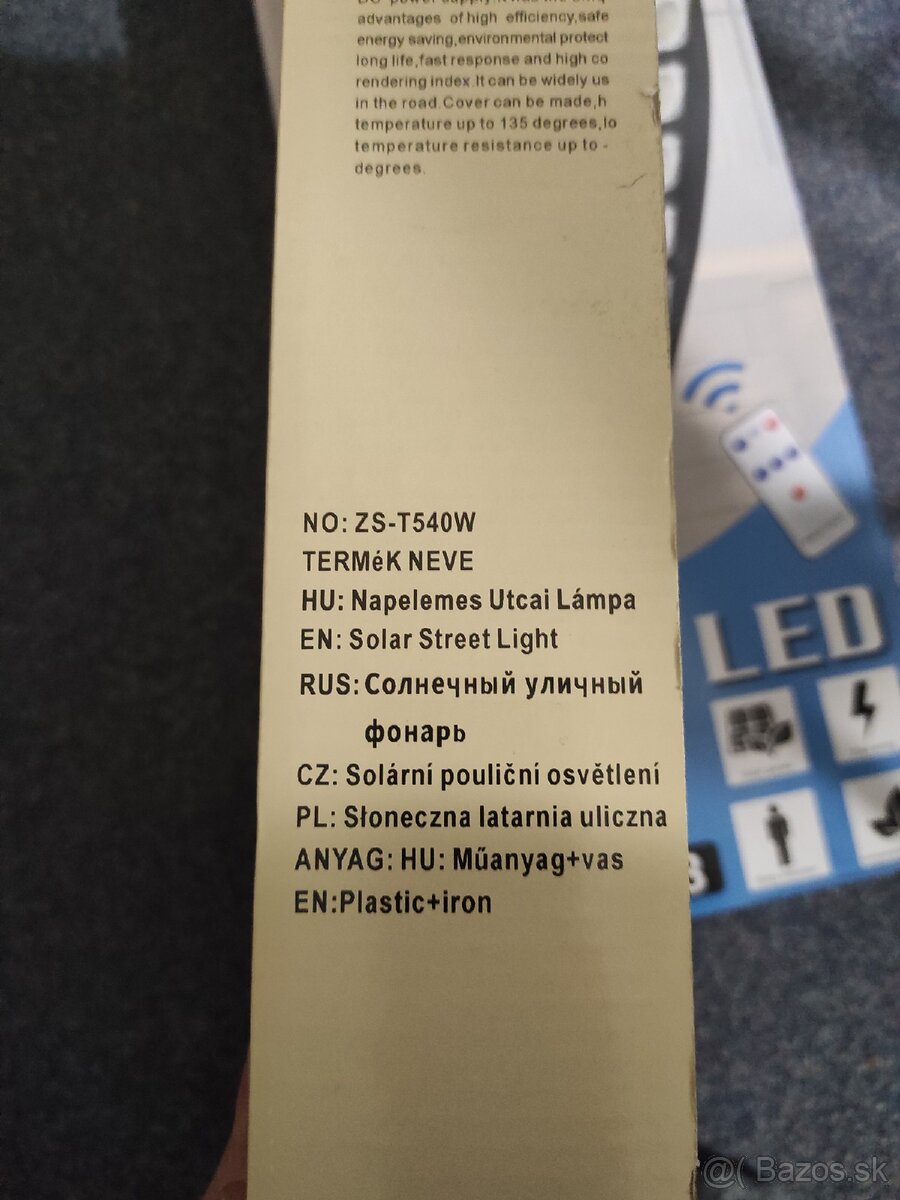 advantages of high efficiency,safe
energy saving,environmental protect
long life,fast response and high co
rendering index.It can be widely us
in the road.Cover can be made,h
temperature up to 135 degrees,lo
temperature resistance up to -
degrees.
NO: ZS-T540W
TERMéK NEVE
HU: Napelemes Utcai Lámpa
EN: Solar Street Light
RUS: Солнечный уличный
фонарь
CZ: Solární pouliční osvětlení
PL: Słoneczna latarnia uliczna
ANYAG: HU: Műanyag+vas
EN:Plastic+iron
LED
@( Bazos.sk